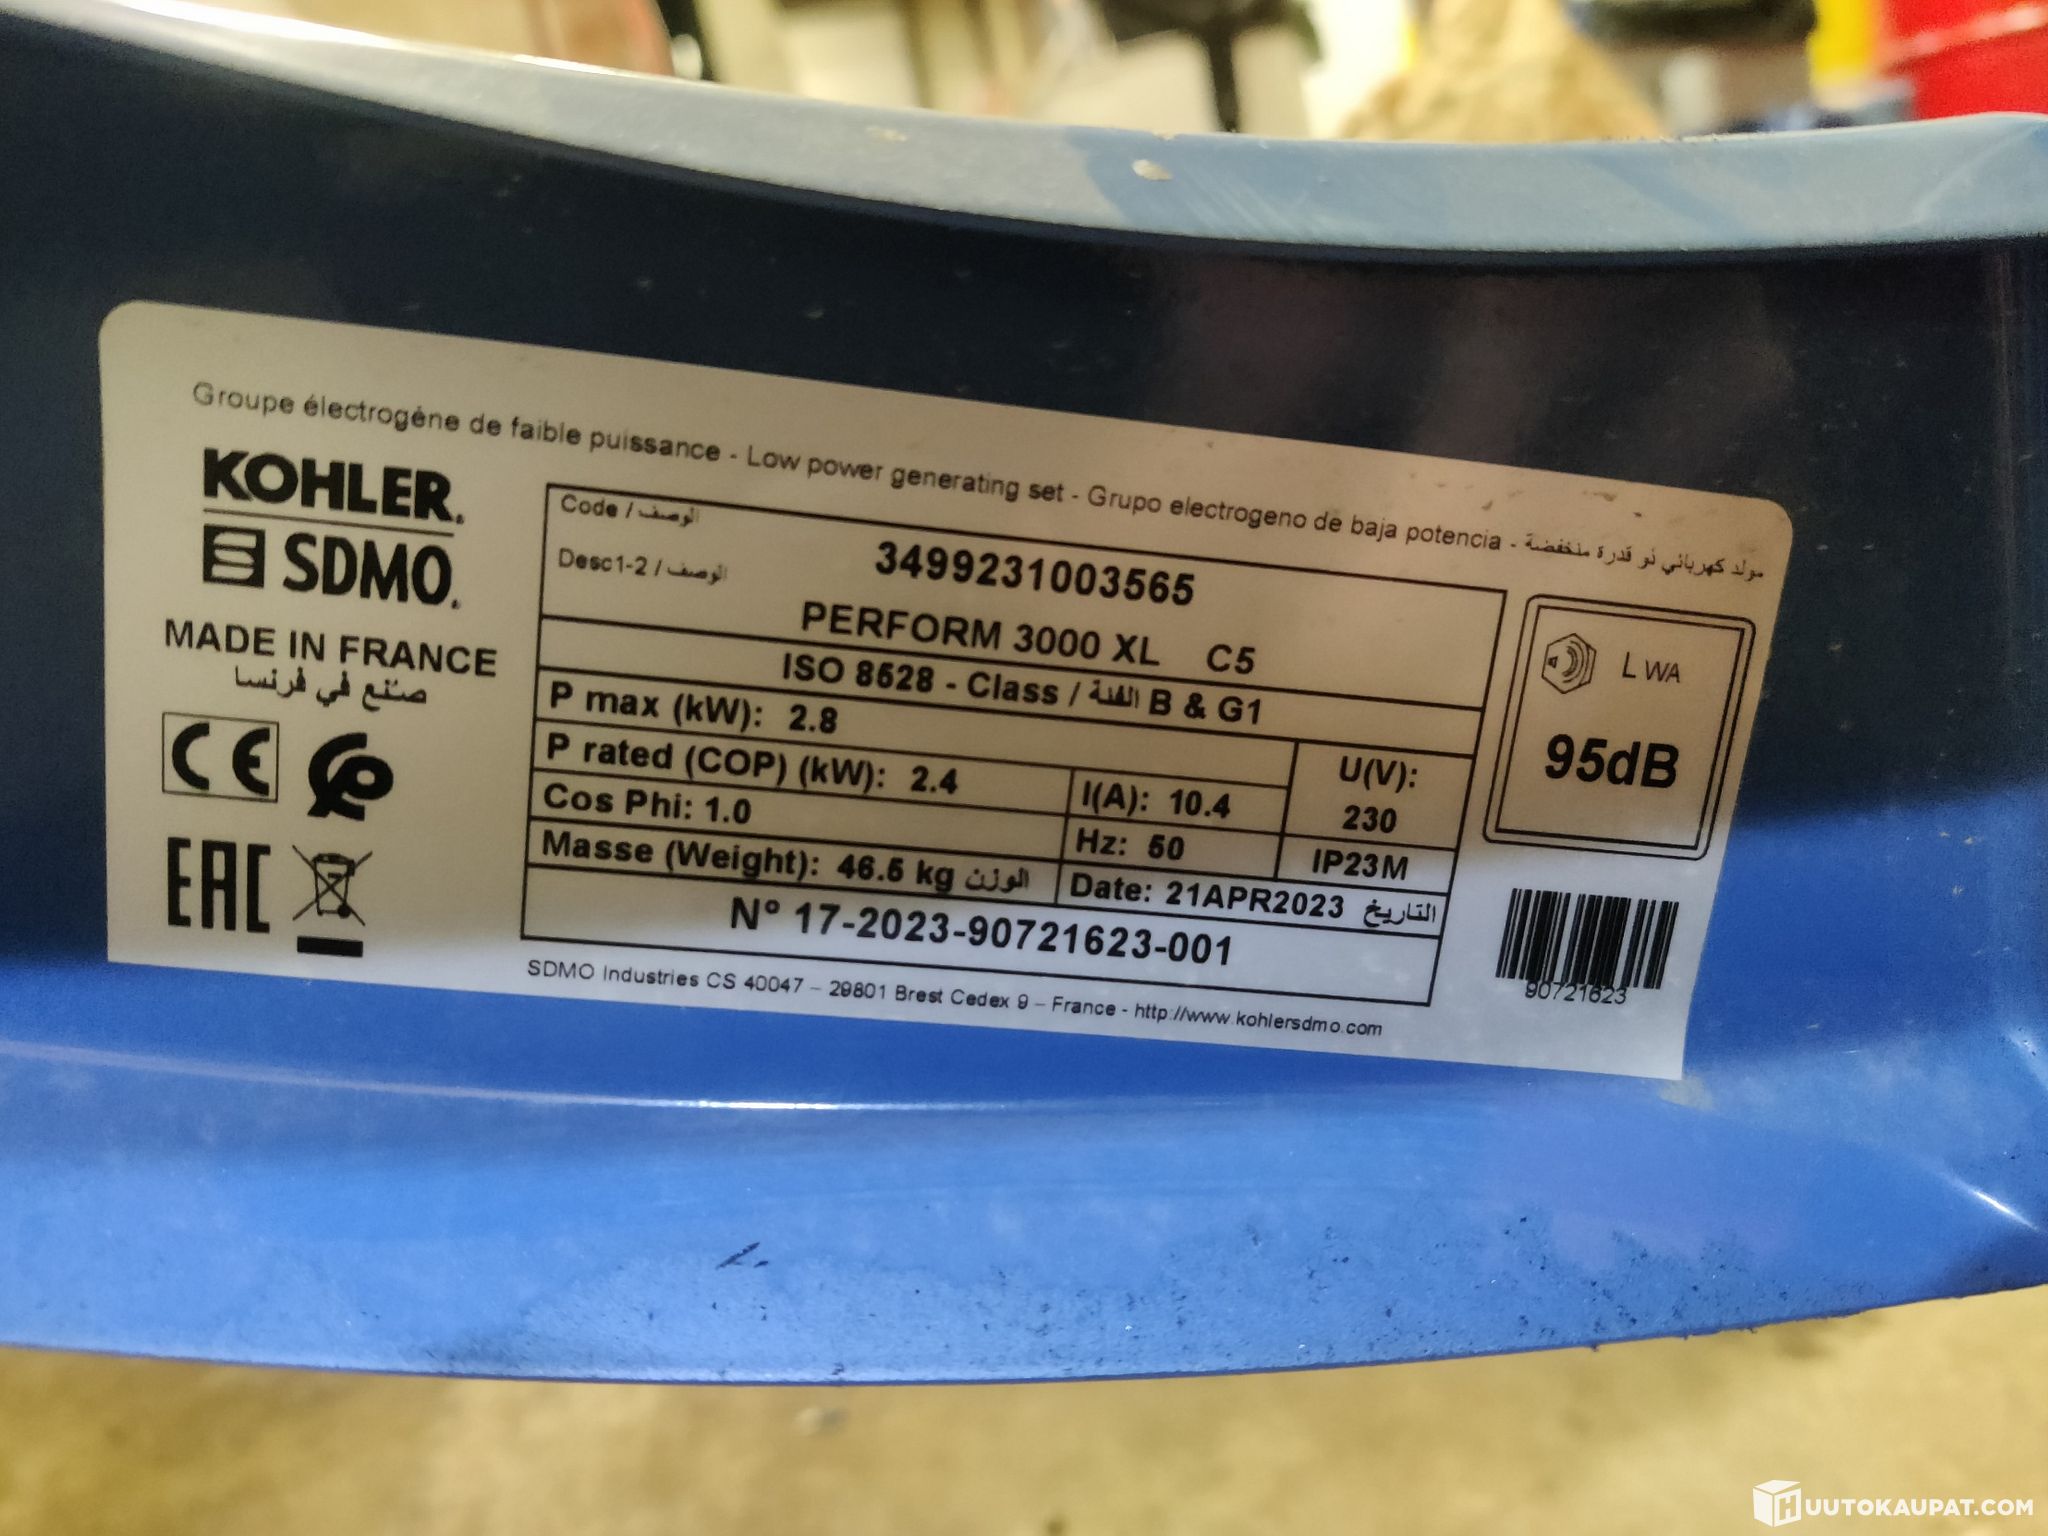 Groupe électrogène de faible puissance - Low power generating set - Grupo electrogeno de baja potencia - مولد كهربائي ذو قدرة منخفضة
KOHLER.
SDMO.
MADE IN FRANCE
صنع في فرنسا
CE
EAC
Code / الوصف
3499231003565
Desc1-2 / الوصف
PERFORM 3000 XL C5
ISO 8528 - Class / الفئة B & G1
P max (kW): 2.8
P rated (COP) (kW): 2.4
I(A): 10.4
U(V):
230
Cos Phi: 1.0
Hz: 50
IP23M
Masse (Weight): 46.5 kg الوزن
Date: 21APR2023 التاريخ
N° 17-2023-90721623-001
SDMO Industries CS 40047 – 29801 Brest Cedex 9 – France - http://www.kohlersdmo.com
L WA
95dB
90721623
HUUTOKAUPAT.COM